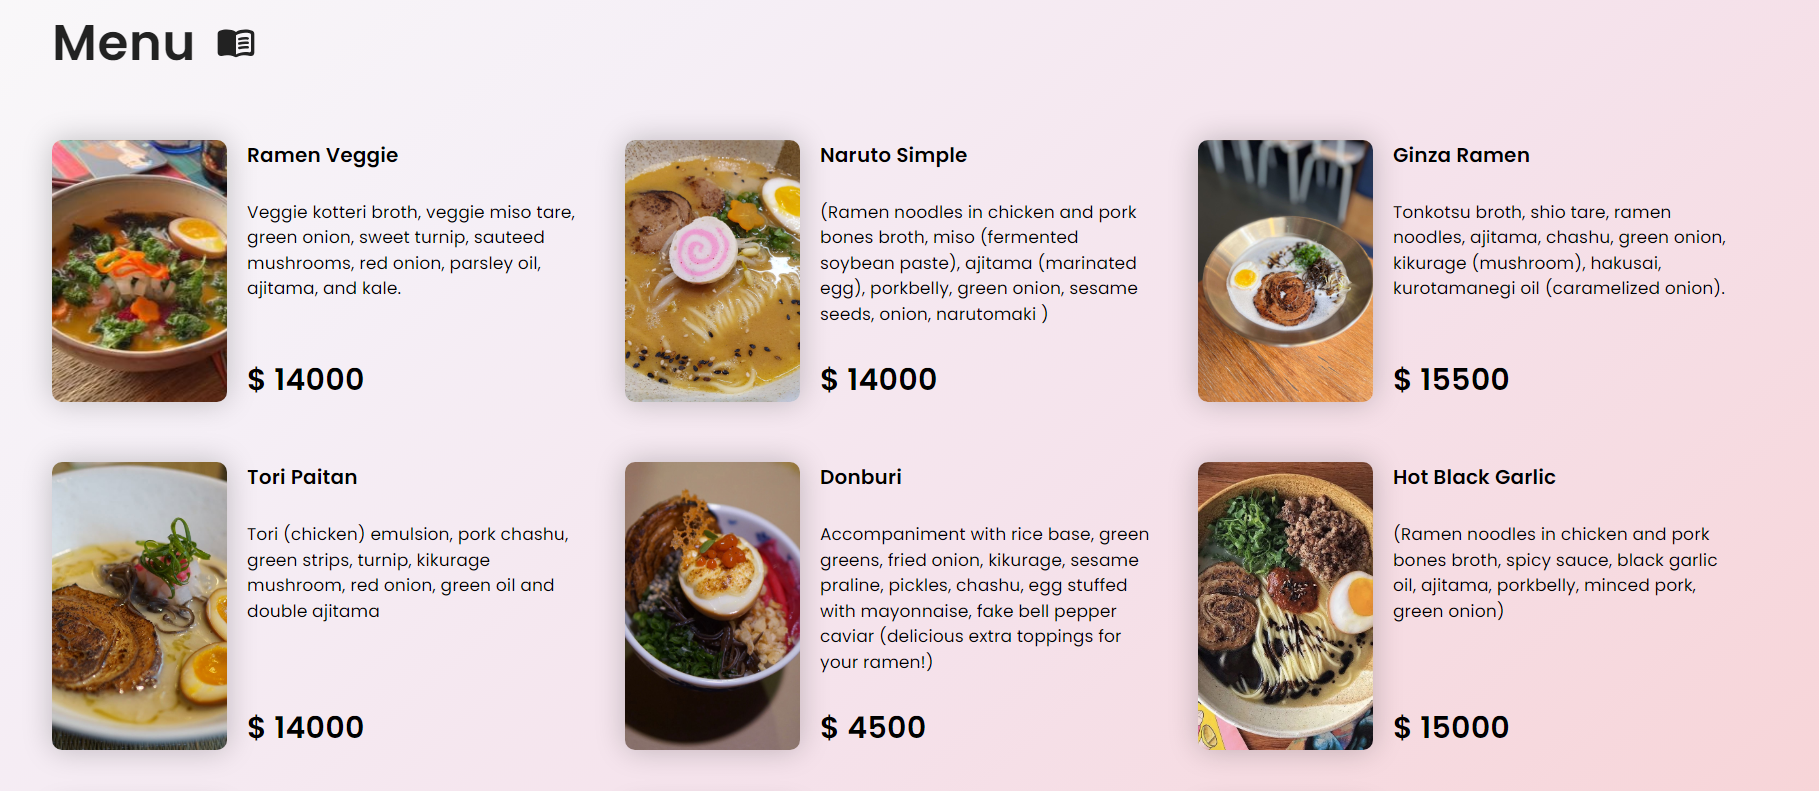 Menu
Ramen Veggie
Veggie kotteri broth, veggie miso tare,
green onion, sweet turnip, sauteed
mushrooms, red onion, parsley oil,
ajitama, and kale.
$ 14000
Naruto Simple
(Ramen noodles in chicken and pork
bones broth, miso (fermented
soybean paste), ajitama (marinated
egg), porkbelly, green onion, sesame
seeds, onion, narutomaki )
$ 14000
Ginza Ramen
Tonkotsu broth, shio tare, ramen
noodles, ajitama, chashu, green onion,
kikurage (mushroom), hakusai,
kurotamanegi oil (caramelized onion).
$ 15500
Tori Paitan
Tori (chicken) emulsion, pork chashu,
green strips, turnip, kikurage
mushroom, red onion, green oil and
double ajitama
$ 14000
Donburi
Accompaniment with rice base, green
greens, fried onion, kikurage, sesame
praline, pickles, chashu, egg stuffed
with mayonnaise, fake bell pepper
caviar (delicious extra toppings for
your ramen!)
$ 4500
Hot Black Garlic
(Ramen noodles in chicken and pork
bones broth, spicy sauce, black garlic
oil, ajitama, porkbelly, minced pork,
green onion)
$ 15000